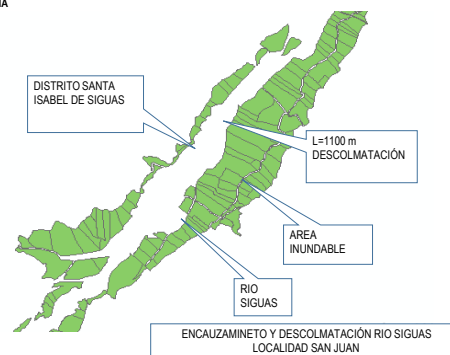 DISTRITO SANTA
ISABEL DE SIGUAS
L=1100 m
DESCOLMATACIÓN
AREA
INUNDABLE
RIO
SIGUAS
ENCAUZAMINETO Y DESCOLMATACIÓN RIO SIGUAS
LOCALIDAD SAN JUAN